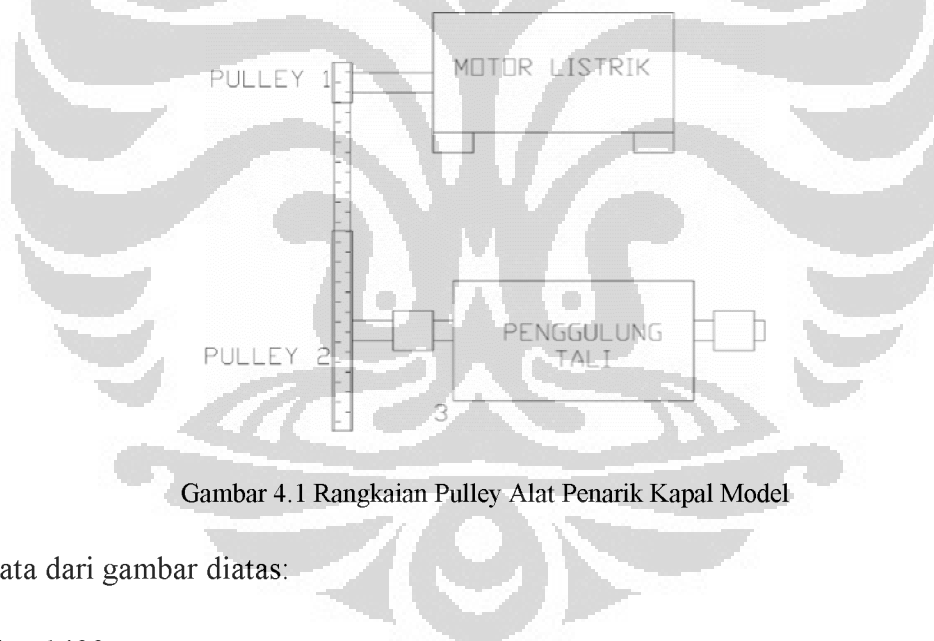 PULLEY 1
MOTOR LISTRIK
PULLEY 2
PENGGULUNG
TALI
3
Gambar 4.1 Rangkaian Pulley Alat Penarik Kapal Model
ata dari gambar diatas: